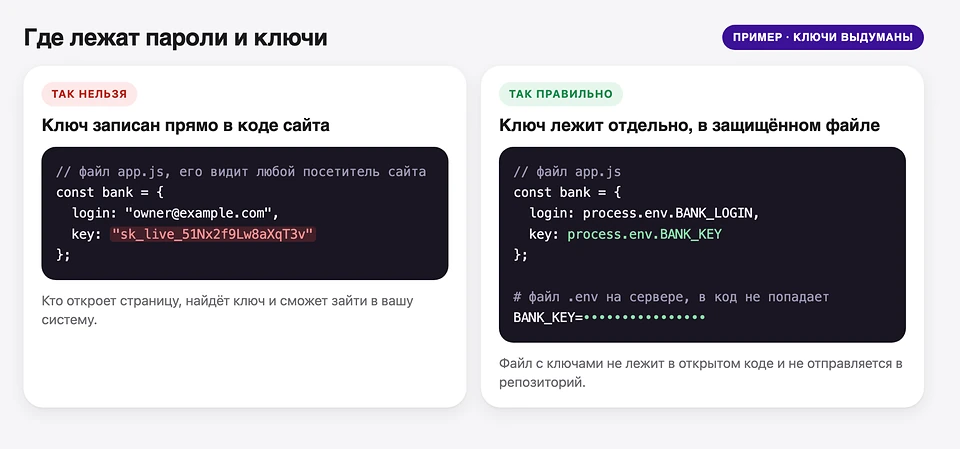 Где лежат пароли и ключи
ПРИМЕР · КЛЮЧИ ВЫДУМАНЫ
ТАК НЕЛЬЗЯ
Ключ записан прямо в коде сайта
// файл app.js, его видит любой посетитель сайта
const bank = {
login: "owner@example.com",
key: "sk_live_51Nx2f9Lw8aXqT3v"
};
Кто откроет страницу, найдёт ключ и сможет зайти в вашу
систему.
ТАК ПРАВИЛЬНО
Ключ лежит отдельно, в защищённом файле
// файл app.js
const bank = {
login: process.env.BANK_LOGIN,
key: process.env.BANK_KEY
};
# файл .env на сервере, в код не попадает
BANK_KEY=••••••••••••••••
Файл с ключами не лежит в открытом коде и не отправляется в
репозиторий.